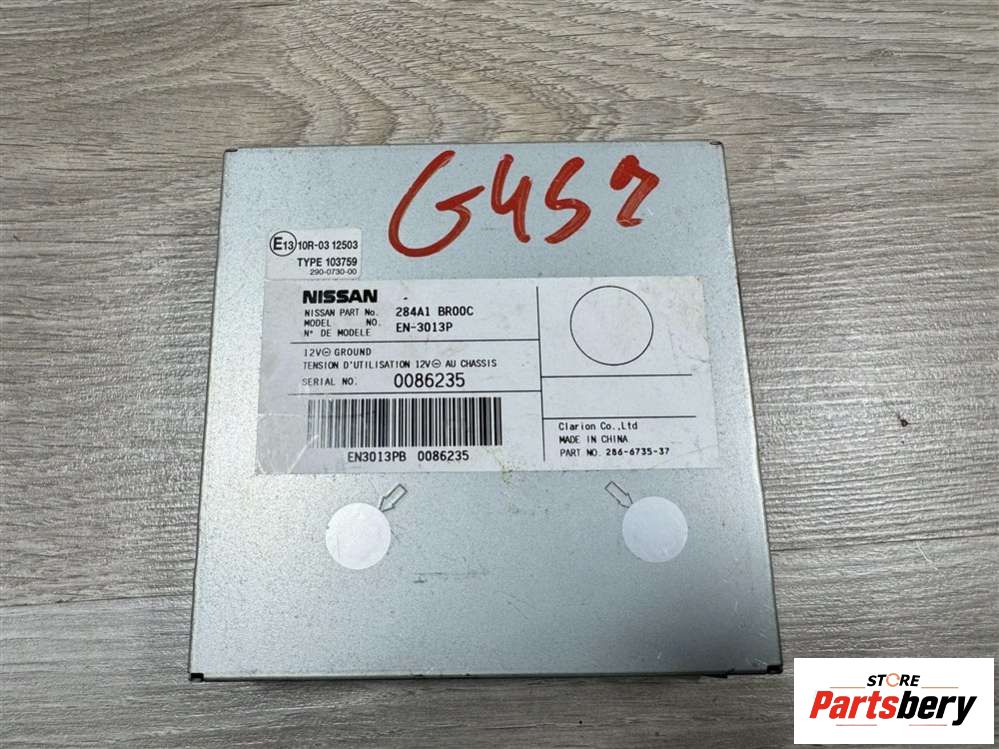 G457
E13 10R-03 12503
TYPE 103759
290-0730-00
NISSAN
NISSAN PART No. 284A1 BR00C
MODEL NO. EN-3013P
N° DE MODELE
12V⊖ GROUND
TENSION D'UTILISATION 12V⊖ AU CHASSIS
SERIAL NO. 0086235
EN3013PB 0086235
Clarion Co.,Ltd
MADE IN CHINA
PART NO. 286-6735-37
STORE
Partsbery